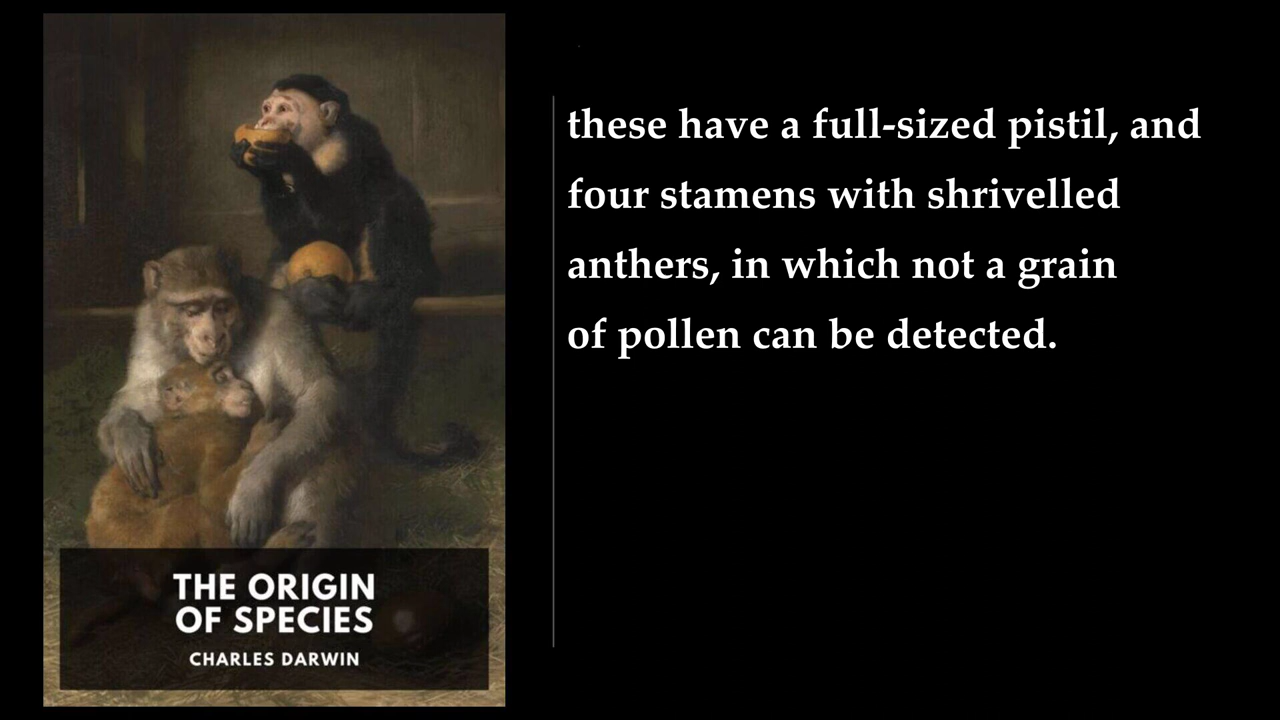 these have a full-sized pistil, and
four stamens with shrivelled
anthers, in which not a grain
of pollen can be detected.
THE ORIGIN
OF SPECIES
CHARLES DARWIN